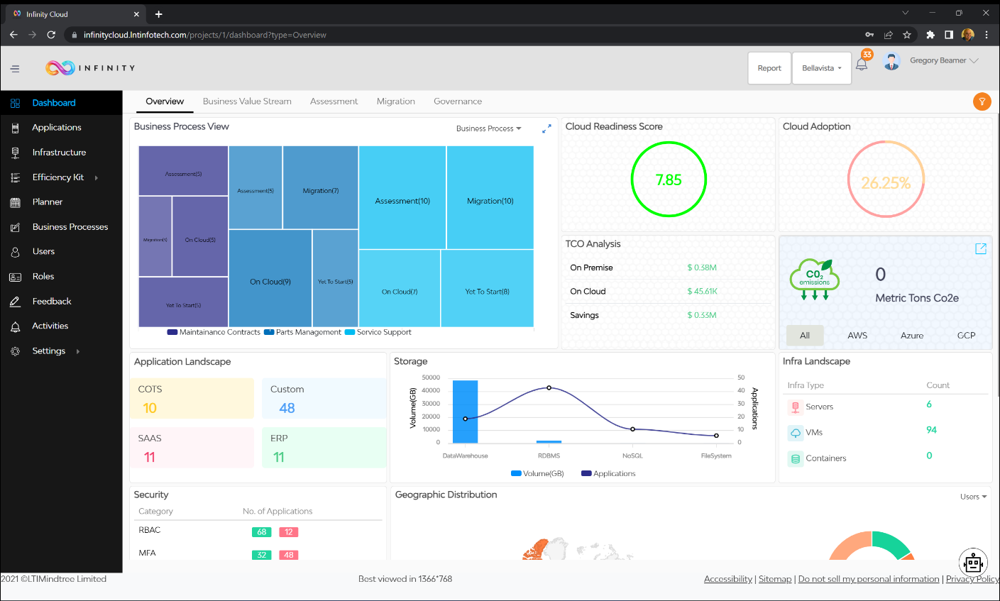 Infinity Cloud
infinitycloud.lntinfotech.com/projects/1/dashboard?type=Overview
INFINITY
Report
Bellavista
33
Gregory Beamer
Dashboard
Applications
Infrastructure
Efficiency Kit
Planner
Business Processes
Users
Roles
Feedback
Activities
Settings
Overview Business Value Stream Assessment Migration Governance
Business Process View
Business Process
Assessment(5)
Migration(3)
On Cloud(5)
Yet To Start(5)
Assessment(5)
Migration(7)
On Cloud(9)
Yet To Start(5)
Assessment(10)
Migration(10)
On Cloud(7)
Yet To Start(8)
Maintainance Contracts Parts Management Service Support
Cloud Readiness Score
7.85
Cloud Adoption
26.25%
TCO Analysis
On Premise $ 0.38M
On Cloud $ 45.61K
Savings $ 0.33M
CO2
emissions
0
Metric Tons Co2e
All AWS Azure GCP
Application Landscape
COTS
10
Custom
48
SAAS
11
ERP
11
Storage
Volume(GB)
50000
40000
30000
20000
10000
0
50
40
30
20
10
0
Applications
DataWarehouse RDBMS NoSQL FileSystem
Volume(GB) Applications
Infra Landscape
Infra Type Count
Servers 6
VMs 94
Containers 0
Security
Category No. of Applications
RBAC 68 12
MFA 32 48
Geographic Distribution
Users
2021 ©LTIMindtree Limited
Best viewed in 1366*768
Accessibility | Sitemap | Do not sell my personal information | Privacy Policy